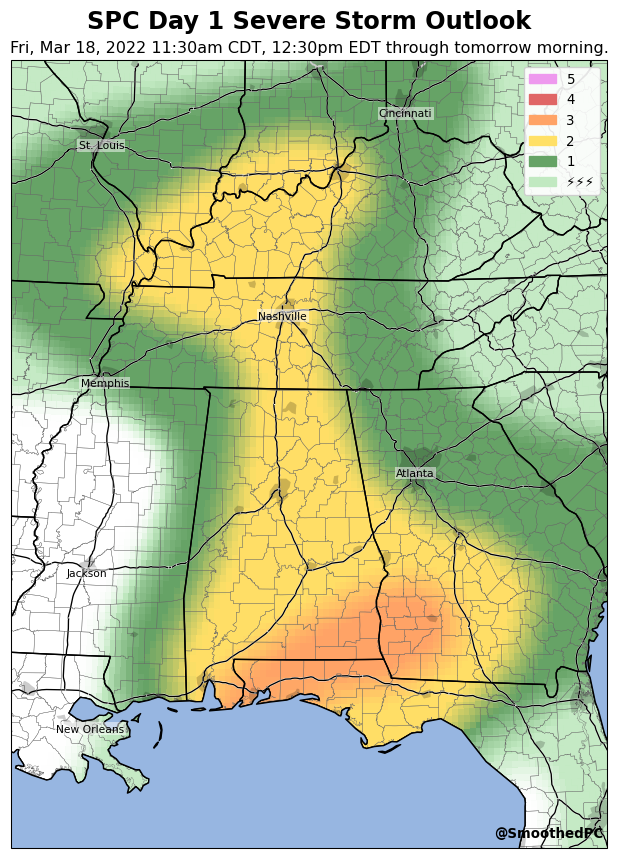 SPC Day 1 Severe Storm Outlook
Fri, Mar 18, 2022 11:30am CDT, 12:30pm EDT through tomorrow morning.
5
4
3
2
1
⚡⚡⚡
Cincinnati
St. Louis
Nashville
Memphis
Atlanta
Jackson
New Orleans
@SmoothedPC